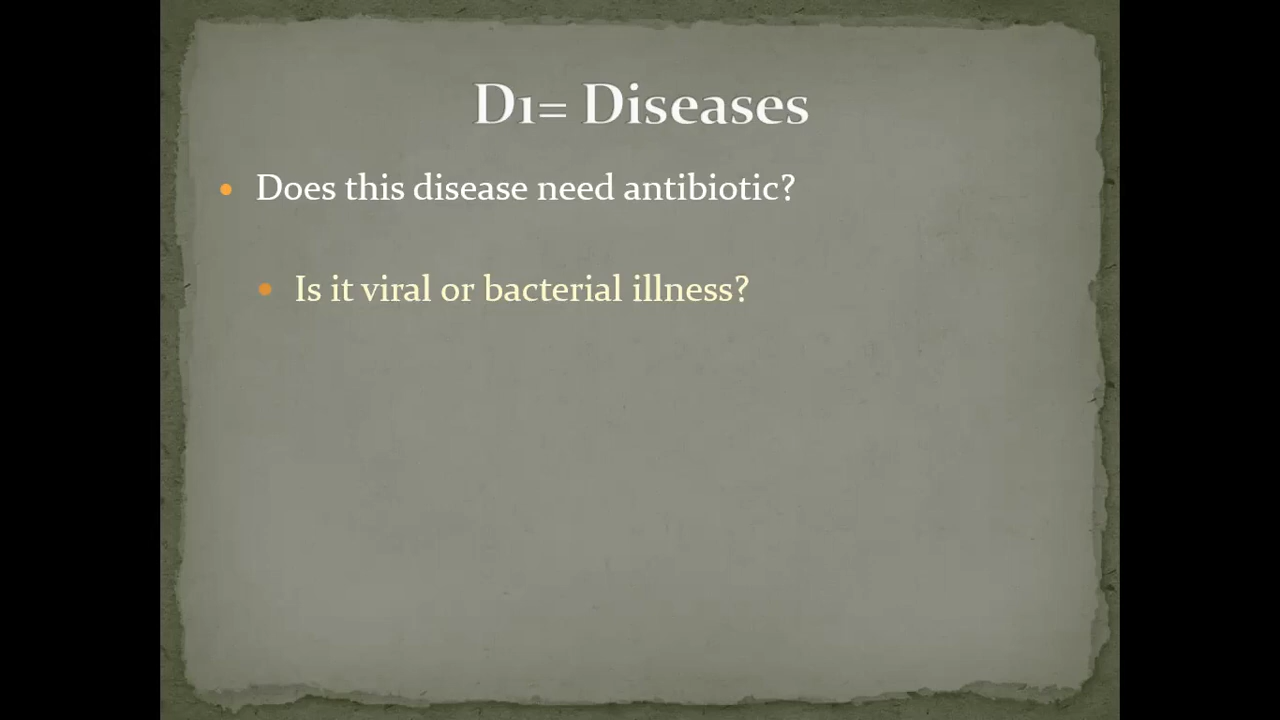 D1= Diseases
Does this disease need antibiotic?
Is it viral or bacterial illness?